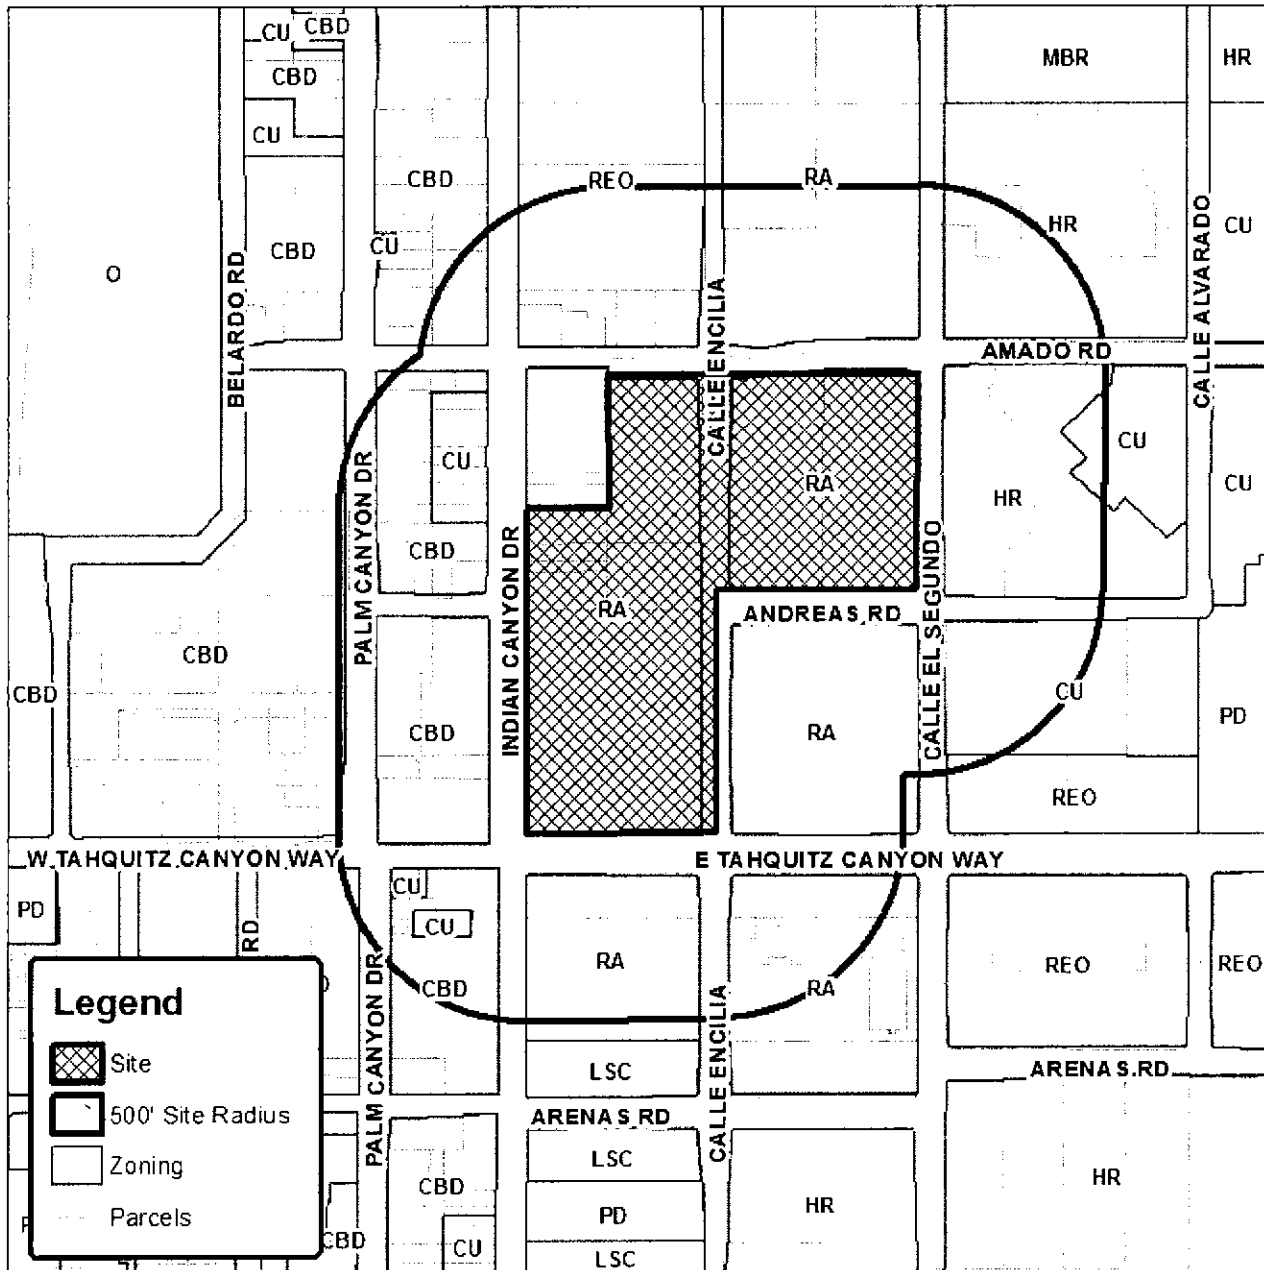 CU
CBD
CBD
MBR
HR
CU
CBD
REO
RA
CU
CBD
HR
CU
O
BELARDO RD
CALLE ENCILIA
CALLE ALVARADO
AMADO RD
CU
CBD
PALM CANYON DR
INDIAN CANYON DR
RA
RA
HR
CU
CU
CALLE EL SEGUNDO
ANDREAS RD
CBD
CBD
CBD
RA
CU
PD
REO
W TAHQUITZ CANYON WAY
E TAHQUITZ CANYON WAY
PD
RD
CU
CU
CBD
PALM CANYON DR
RA
RA
CALLE ENCILIA
REO
REO
LSC
ARENAS RD
ARENAS RD
LSC
PD
LSC
HR
HR
CBD
CU
CBD
Legend
Site
500' Site Radius
Zoning
Parcels